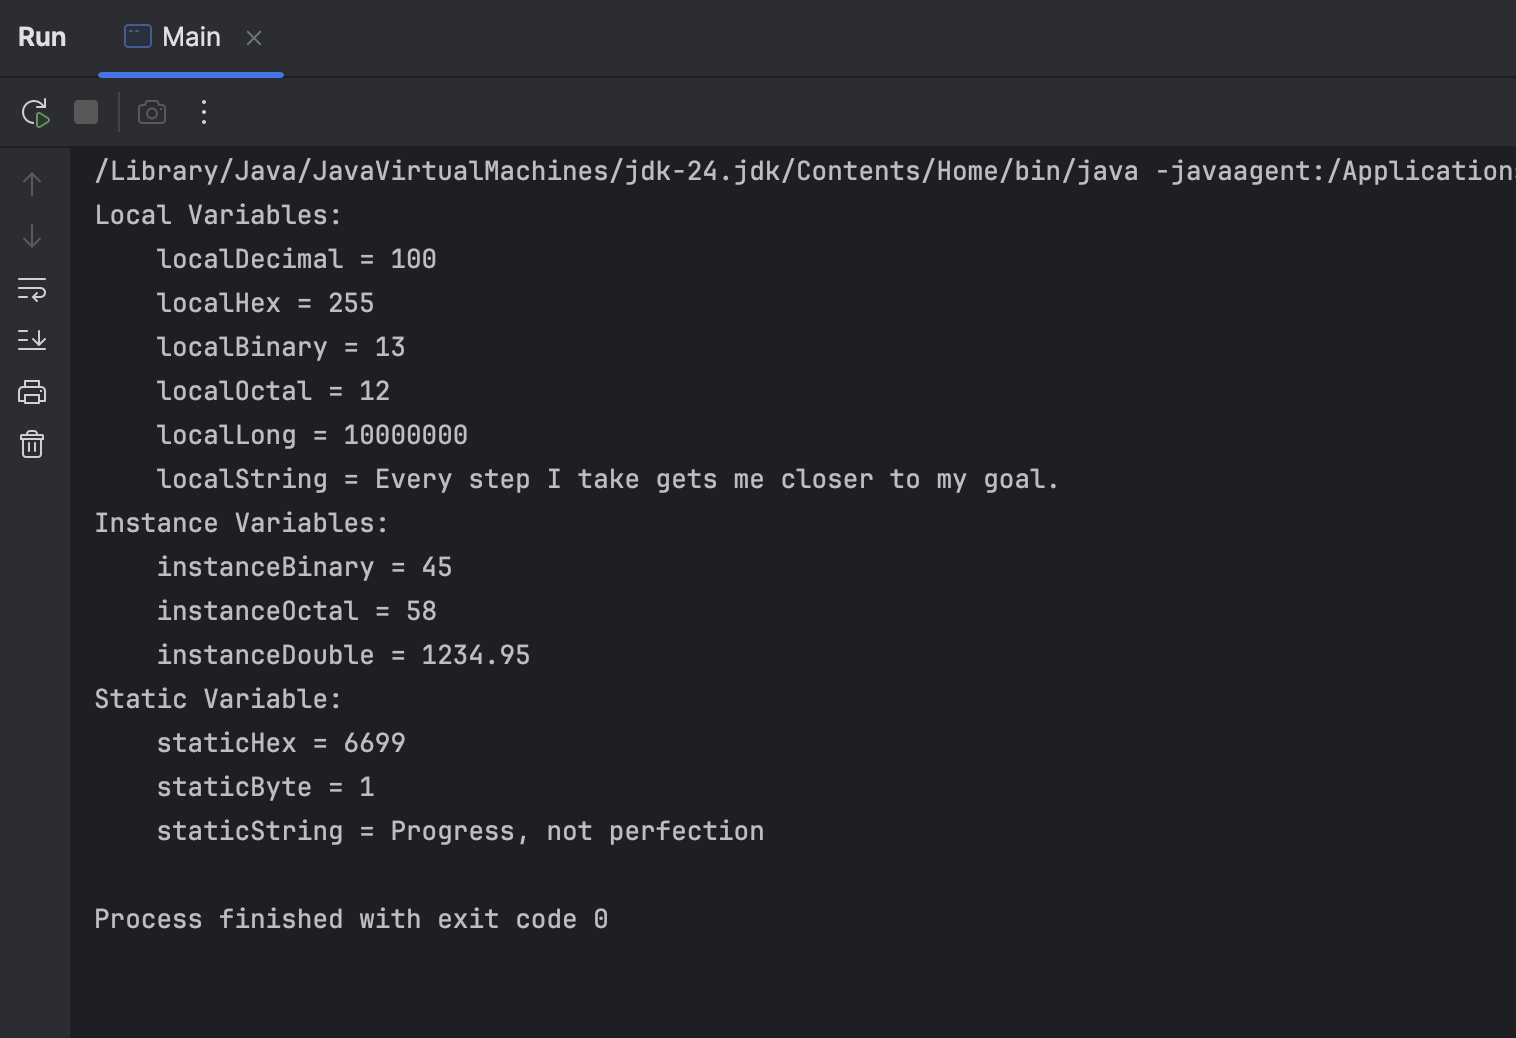 Run Main
/Library/Java/JavaVirtualMachines/jdk-24.jdk/Contents/Home/bin/java -javaagent:/Applications
Local Variables:
    localDecimal = 100
    localHex = 255
    localBinary = 13
    localOctal = 12
    localLong = 10000000
    localString = Every step I take gets me closer to my goal.
Instance Variables:
    instanceBinary = 45
    instanceOctal = 58
    instanceDouble = 1234.95
Static Variable:
    staticHex = 6699
    staticByte = 1
    staticString = Progress, not perfection
Process finished with exit code 0